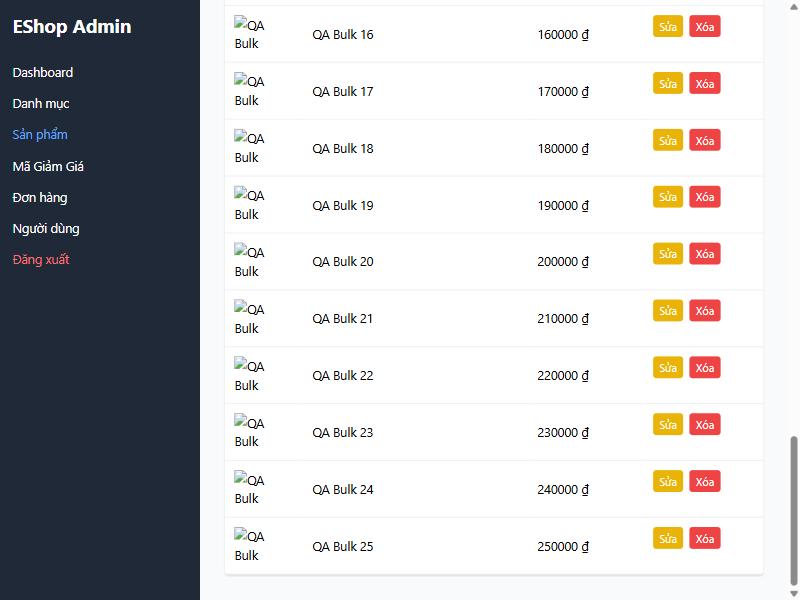 EShop Admin
Dashboard
Danh mục
Sản phẩm
Mã Giảm Giá
Đơn hàng
Người dùng
Đăng xuất
QA Bulk QA Bulk 16 160000 ₫ Sửa Xóa
QA Bulk QA Bulk 17 170000 ₫ Sửa Xóa
QA Bulk QA Bulk 18 180000 ₫ Sửa Xóa
QA Bulk QA Bulk 19 190000 ₫ Sửa Xóa
QA Bulk QA Bulk 20 200000 ₫ Sửa Xóa
QA Bulk QA Bulk 21 210000 ₫ Sửa Xóa
QA Bulk QA Bulk 22 220000 ₫ Sửa Xóa
QA Bulk QA Bulk 23 230000 ₫ Sửa Xóa
QA Bulk QA Bulk 24 240000 ₫ Sửa Xóa
QA Bulk QA Bulk 25 250000 ₫ Sửa Xóa